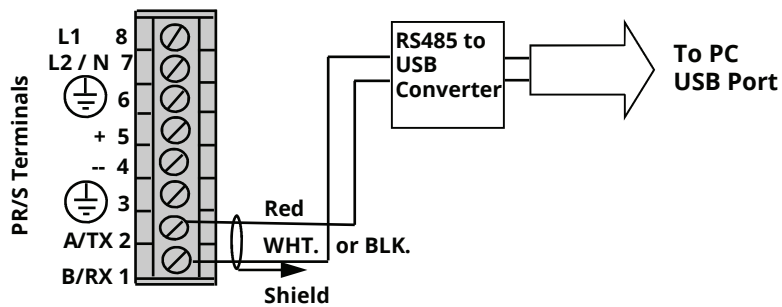 PR/S Terminals
L1 8
L2 / N 7
6
+ 5
-- 4
3
A/TX 2
B/RX 1
Red
WHT. or BLK.
Shield
RS485 to
USB
Converter
To PC
USB Port